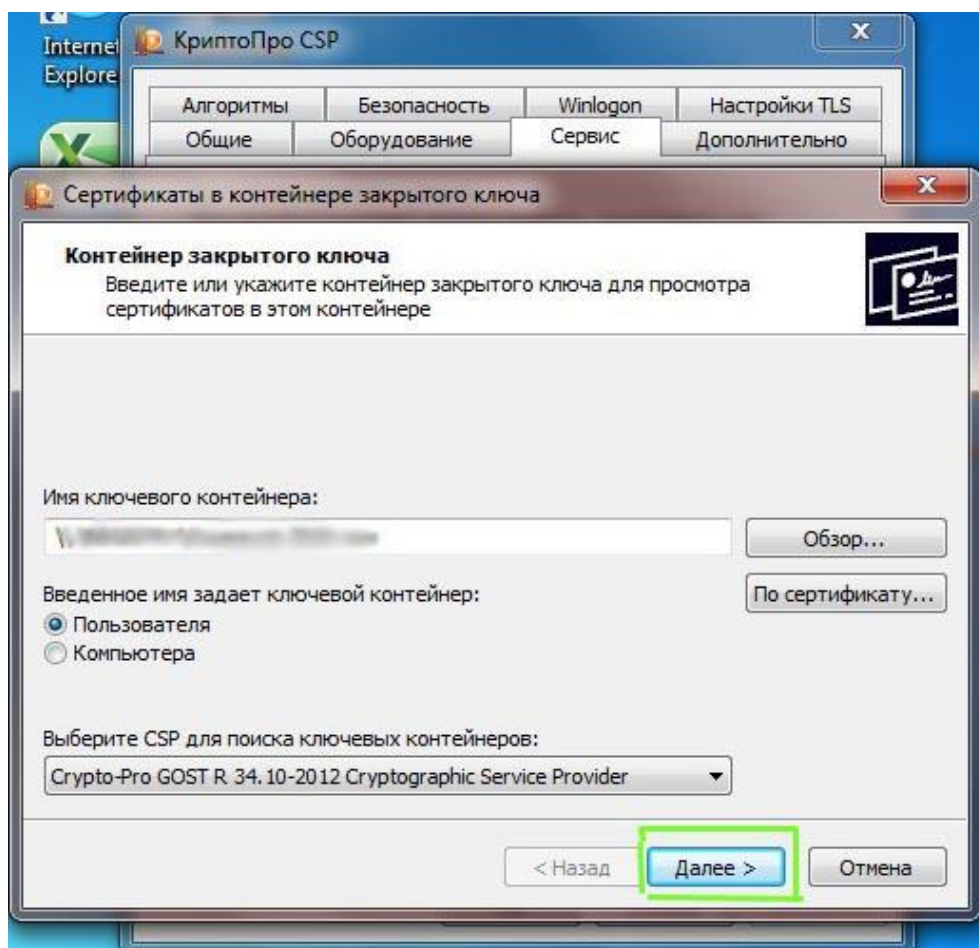 Internet
Explore
КриптоПро CSP
Алгоритмы
Безопасность
Winlogon
Настройки TLS
Общие
Оборудование
Сервис
Дополнительно
Сертификаты в контейнере закрытого ключа
Контейнер закрытого ключа
Введите или укажите контейнер закрытого ключа для просмотра
сертификатов в этом контейнере
Имя ключевого контейнера:
\\
Обзор...
Введенное имя задает ключевой контейнер:
По сертификату...
Пользователя
Компьютера
Выберите CSP для поиска ключевых контейнеров:
Crypto-Pro GOST R 34.10-2012 Cryptographic Service Provider
< Назад
Далее >
Отмена